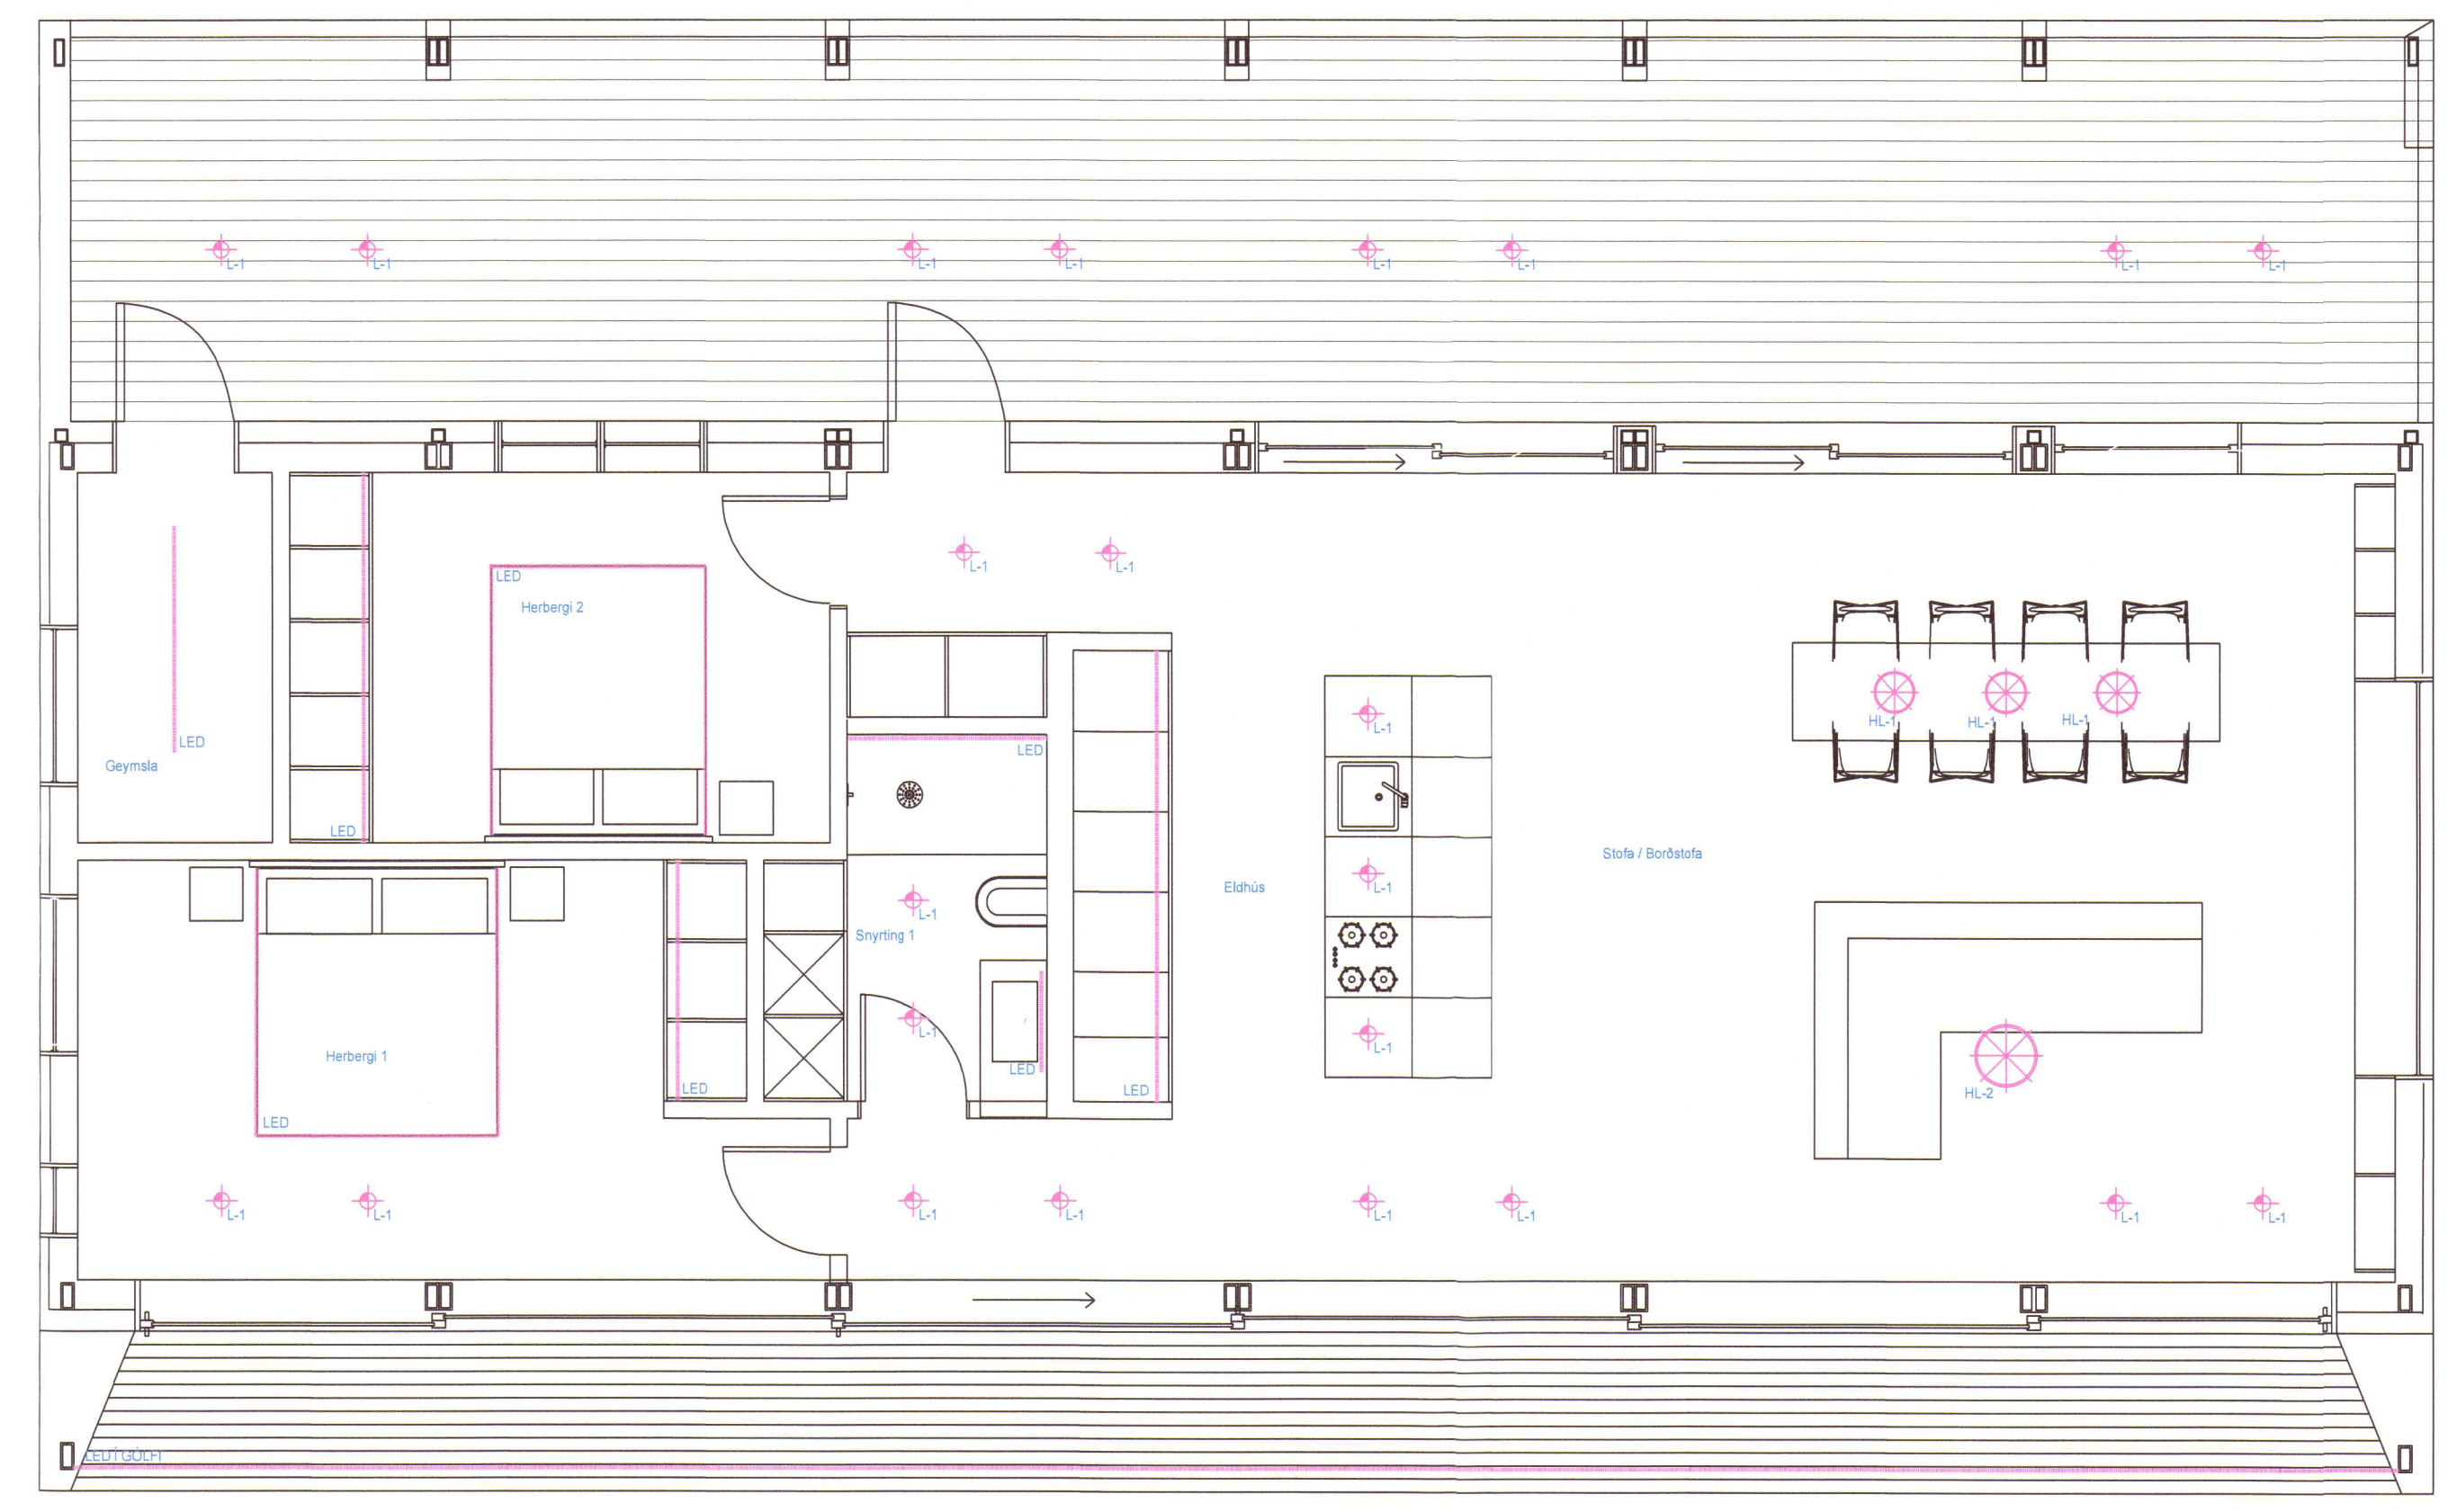 L-1 L-1 L-1 L-1 L-1 L-1 L-1 L-1
L-1 L-1
LED
Herbergi 2
L-1
HL-1 HL-1 HL-1
LED
LED
Geymsla
LED
Stofa / Borðstofa
L-1
Eldhús
L-1
Snyrting 1
L-1
L-1
Herbergi 1
LED
LED
LED
HL-2
LED
L-1 L-1 L-1 L-1 L-1 L-1 L-1 L-1
LED Í GÓLFI